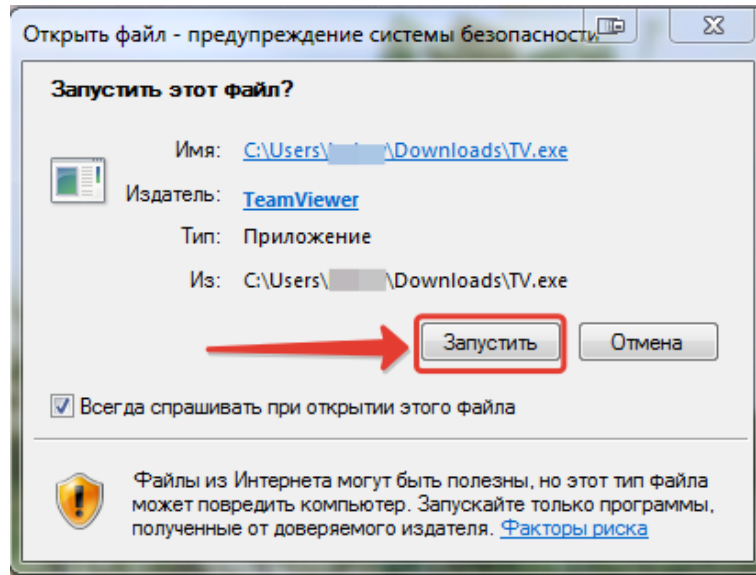 Открыть файл - предупреждение системы безопасности
Запустить этот файл?
Имя: C:\Users\ \Downloads\TV.exe
Издатель: TeamViewer
Тип: Приложение
Из: C:\Users\ \Downloads\TV.exe
Запустить Отмена
Всегда спрашивать при открытии этого файла
Файлы из Интернета могут быть полезны, но этот тип файла
может повредить компьютер. Запускайте только программы,
полученные от доверяемого издателя. Факторы риска